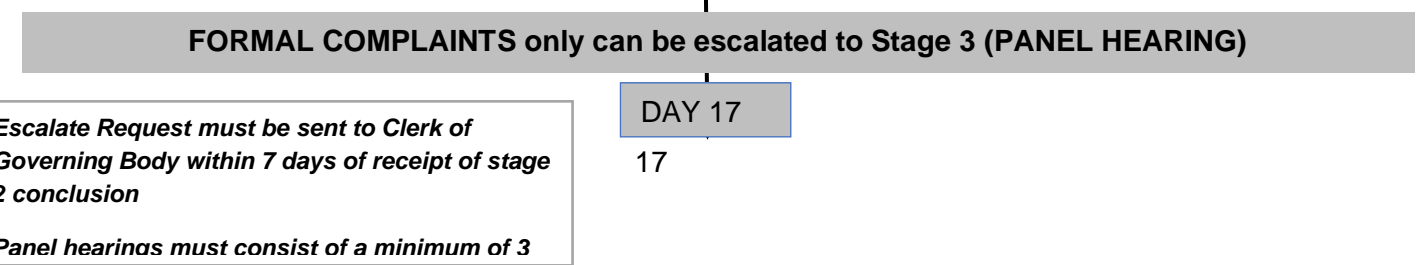 FORMAL COMPLAINTS only can be escalated to Stage 3 (PANEL HEARING)
DAY 17
17
Escalate Request must be sent to Clerk of
Governing Body within 7 days of receipt of stage
2 conclusion
Panel hearings must consist of a minimum of 3